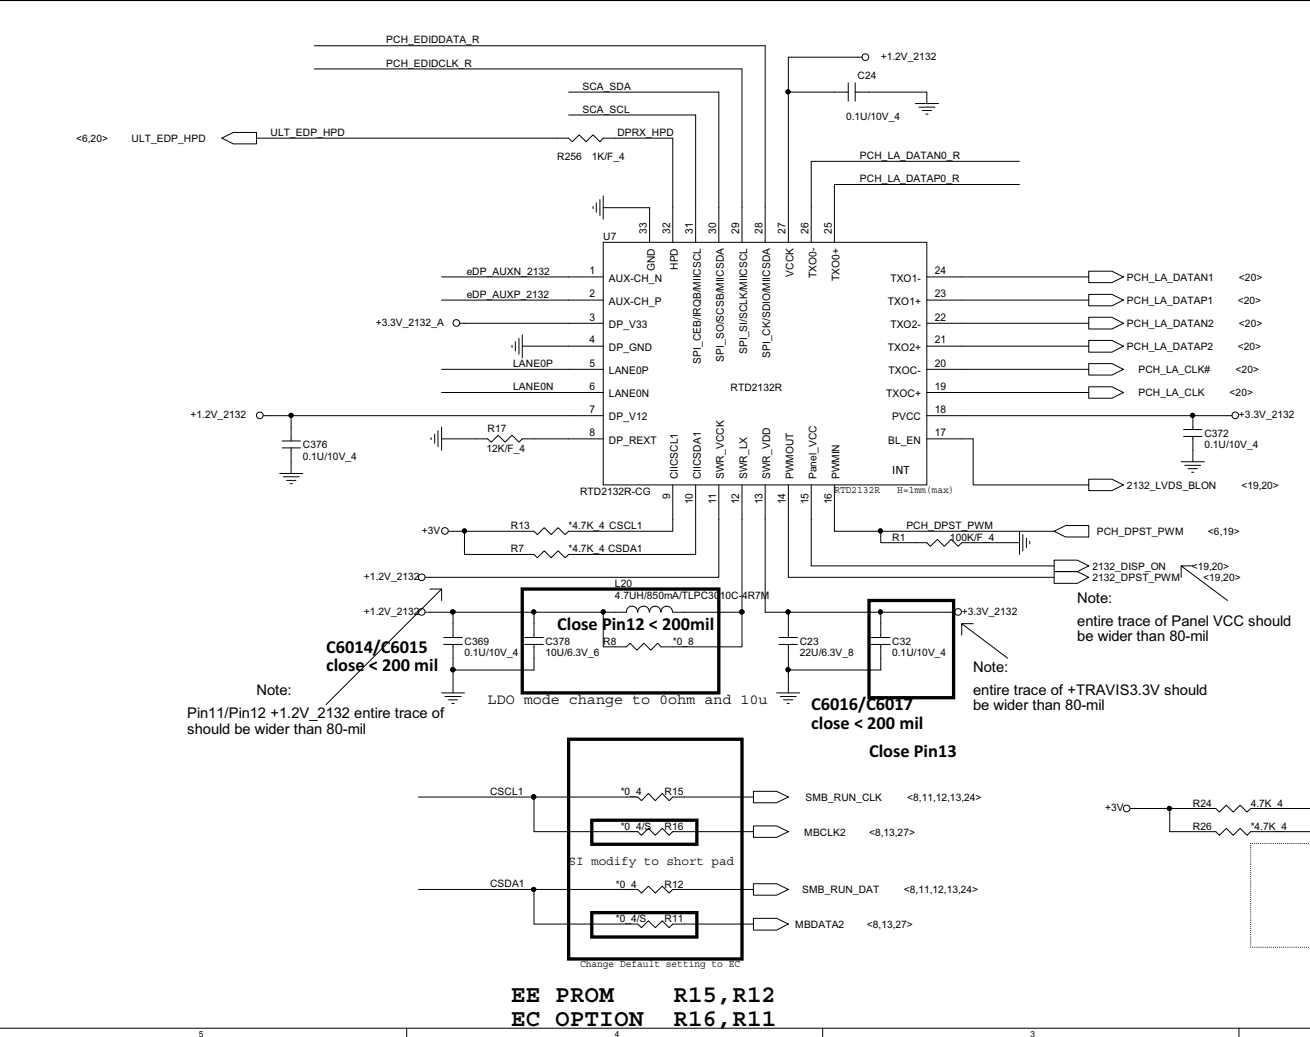 PCH_EDIDDATA_R
PCH_EDIDCLK_R
SCA_SDA
SCA_SCL
<6,20> ULT_EDP_HPD
ULT_EDP_HPD
DPRX_HPD
R256 1K/F_4
+1.2V_2132
C24
0.1U/10V_4
PCH_LA_DATAN0_R
PCH_LA_DATAP0_R
33 32 31 30 29 28 27 26 25
U7
GND
HPD
SPI_CEB/IRQB/MIICSCL
SPI_SO/SCSB/MIICSDA
SPI_SI/SCLK/MIICSCL
SPI_CK/SDIO/MIICSDA
VCCK
TXO0-
TXO0+
eDP_AUXN_2132 1 AUX-CH_N
eDP_AUXP_2132 2 AUX-CH_P
+3.3V_2132_A 3 DP_V33
4 DP_GND
LANE0P 5 LANE0P
LANE0N 6 LANE0N
+1.2V_2132 7 DP_V12
8 DP_REXT
C376
0.1U/10V_4
R17
12K/F_4
RTD2132R
TXO1- 24 PCH_LA_DATAN1 <20>
TXO1+ 23 PCH_LA_DATAP1 <20>
TXO2- 22 PCH_LA_DATAN2 <20>
TXO2+ 21 PCH_LA_DATAP2 <20>
TXOC- 20 PCH_LA_CLK# <20>
TXOC+ 19 PCH_LA_CLK <20>
PVCC 18 +3.3V_2132
BL_EN 17
C372
0.1U/10V_4
INT
CIICSCL1
CIICSDA1
SWR_VCCK
SWR_LX
SWR_VDD
PWMOUT
Panel_VCC
PWMIN
RTD2132R-CG
9 10 11 12 13 14 15 16
RTD2132R H=1mm(max)
2132_LVDS_BLON <19,20>
+3V
R13 *4.7K_4 CSCL1
R7 *4.7K_4 CSDA1
PCH_DPST_PWM
R1 100K/F_4
PCH_DPST_PWM <6,19>
2132_DISP_ON <19,20>
2132_DPST_PWM <19,20>
+1.2V_2132
+1.2V_2132
L20
4.7UH/850mA/TLPC3010C-4R7M
Close Pin12 < 200mil
R8 *0_8
C369
0.1U/10V_4
C378
10U/6.3V_6
C23
22U/6.3V_8
C32
0.1U/10V_4
+3.3V_2132
Note:
entire trace of Panel VCC should
be wider than 80-mil
C6014/C6015
close < 200 mil
Note:
Pin11/Pin12 +1.2V_2132 entire trace of
should be wider than 80-mil
LDO mode change to 0ohm and 10u
C6016/C6017
close < 200 mil
Close Pin13
Note:
entire trace of +TRAVIS3.3V should
be wider than 80-mil
CSCL1 *0_4 R15 SMB_RUN_CLK <8,11,12,13,24>
*0_4/S R16 MBCLK2 <8,13,27>
SI modify to short pad
CSDA1 *0_4 R12 SMB_RUN_DAT <8,11,12,13,24>
*0_4/S R11 MBDATA2 <8,13,27>
Change Default setting to EC
+3V
R24 4.7K_4
R26 *4.7K_4
EE PROM R15,R12
EC OPTION R16,R11
5 4 3